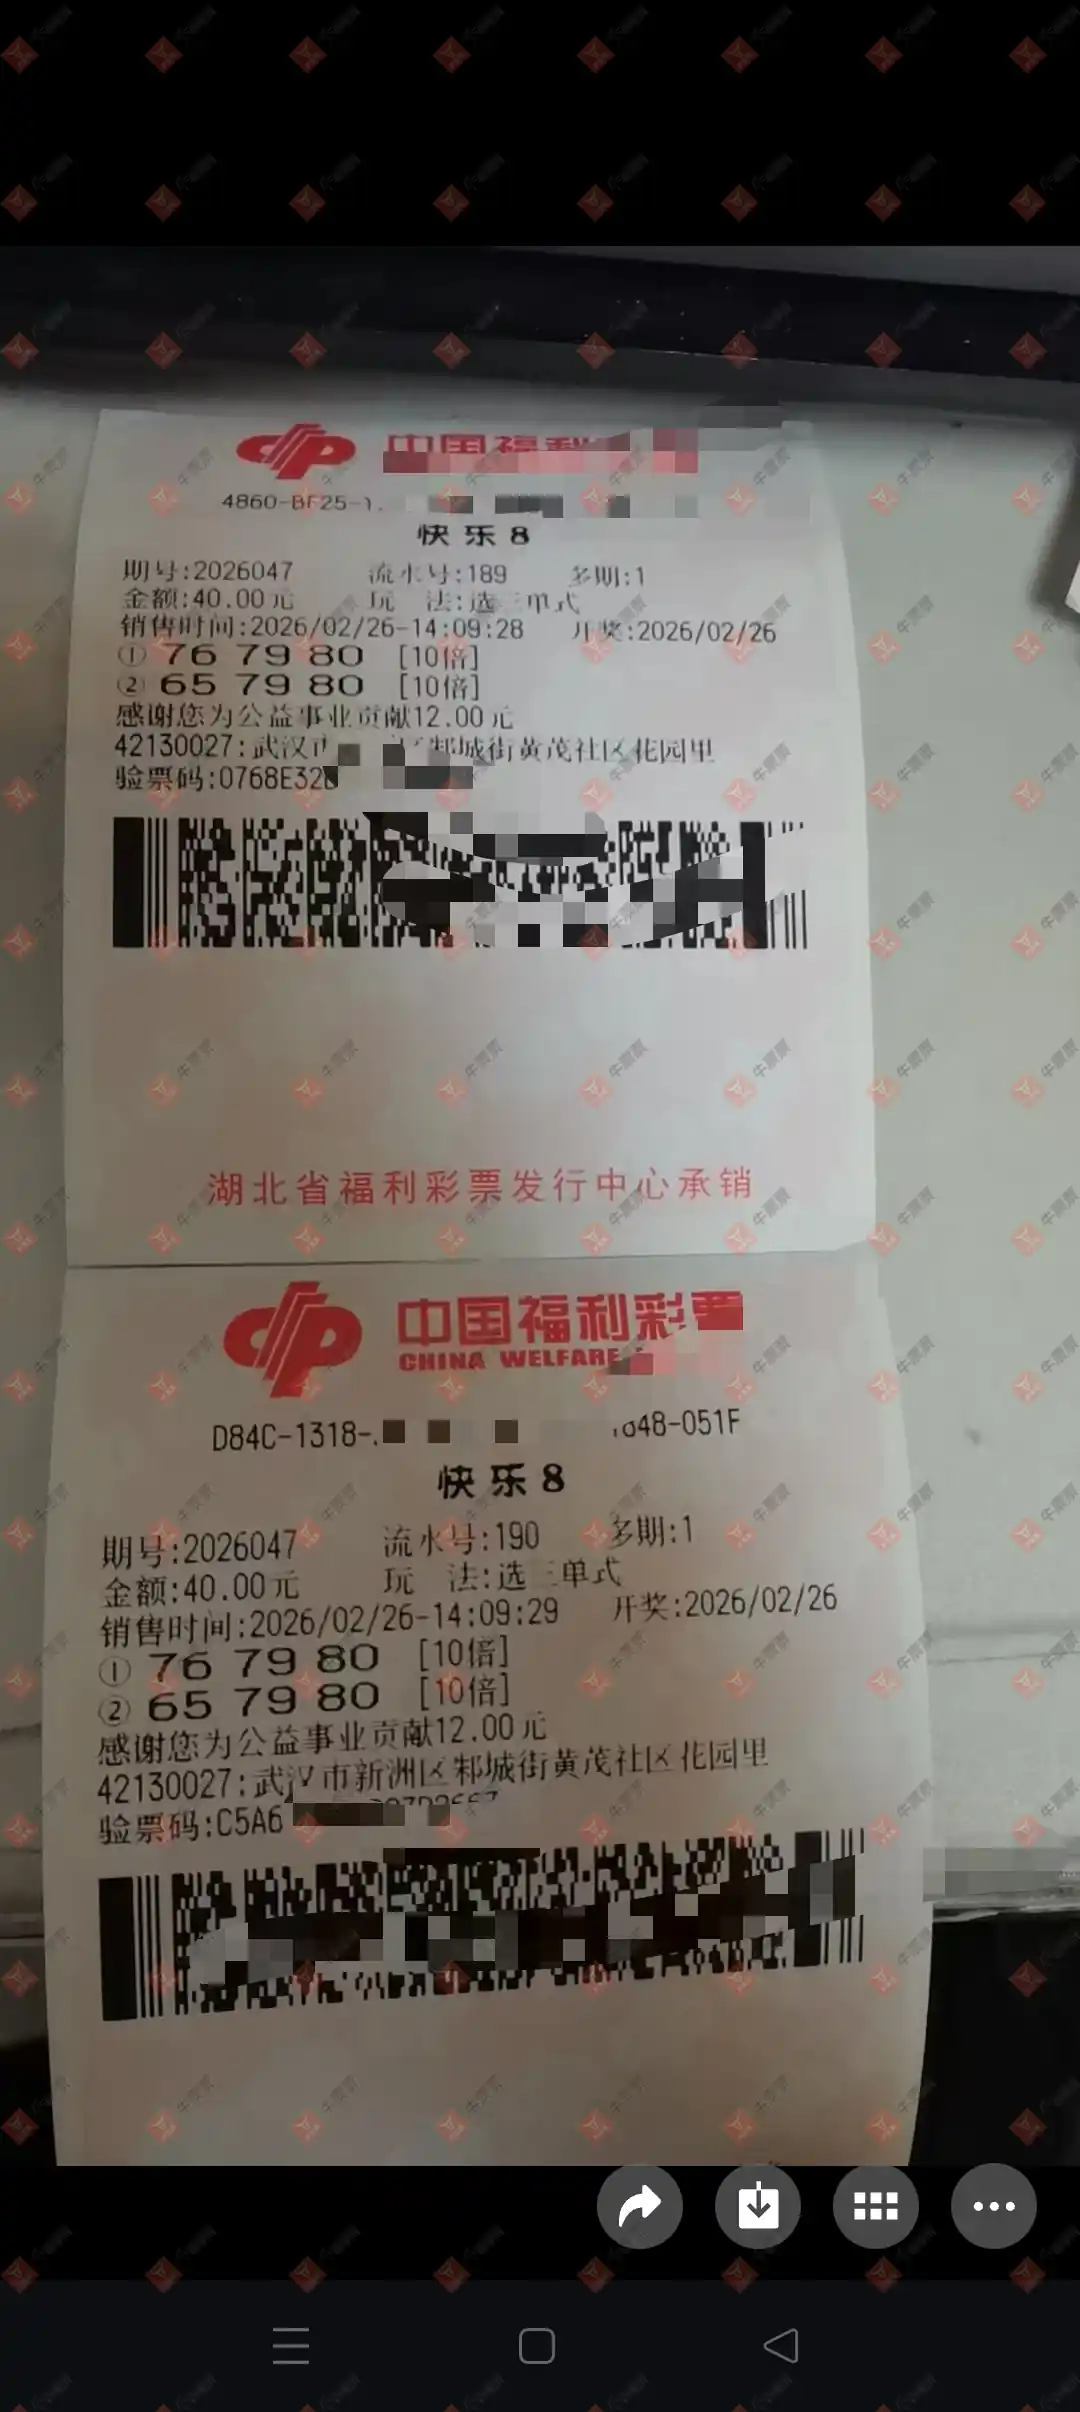 中国福利
4860-BF25-1
快乐8
期号:2026047 流水号:189 多期:1
金额:40.00元 玩 法:选三单式
销售时间:2026/02/26-14:09:28 开奖:2026/02/26
① 76 79 80 [10倍]
② 65 79 80 [10倍]
感谢您为公益事业贡献12.00元
42130027:武汉市 邾城街黄茂社区花园里
验票码:0768E32
湖北省福利彩票发行中心承销
中国福利彩票
CHINA WELFARE
D84C-1318- 848-051F
快乐8
期号:2026047 流水号:190 多期:1
金额:40.00元 玩 法:选三单式
销售时间:2026/02/26-14:09:29 开奖:2026/02/26
① 76 79 80 [10倍]
② 65 79 80 [10倍]
感谢您为公益事业贡献12.00元
42130027:武汉市新洲区邾城街黄茂社区花园里
验票码:C5A6
牛票票